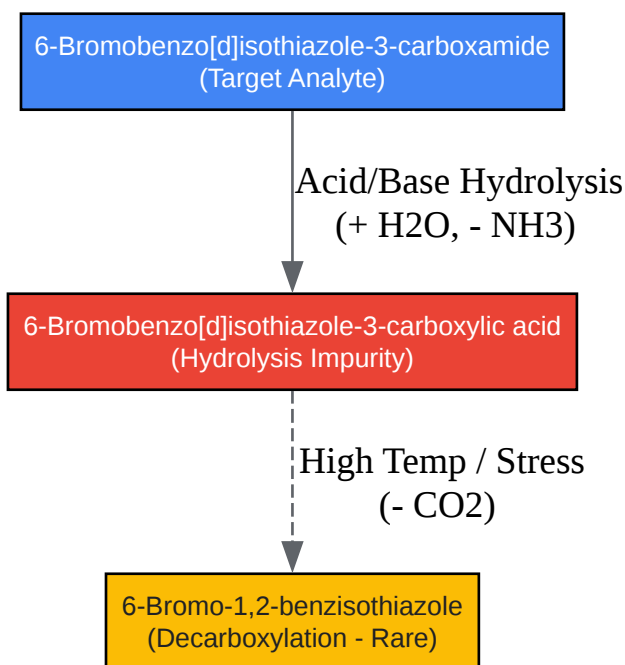 6-Bromobenzo[d]isothiazole-3-carboxamide
(Target Analyte)
Acid/Base Hydrolysis
(+ H2O, - NH3)
6-Bromobenzo[d]isothiazole-3-carboxylic acid
(Hydrolysis Impurity)
High Temp / Stress
(- CO2)
6-Bromo-1,2-benzisothiazole
(Decarboxylation - Rare)